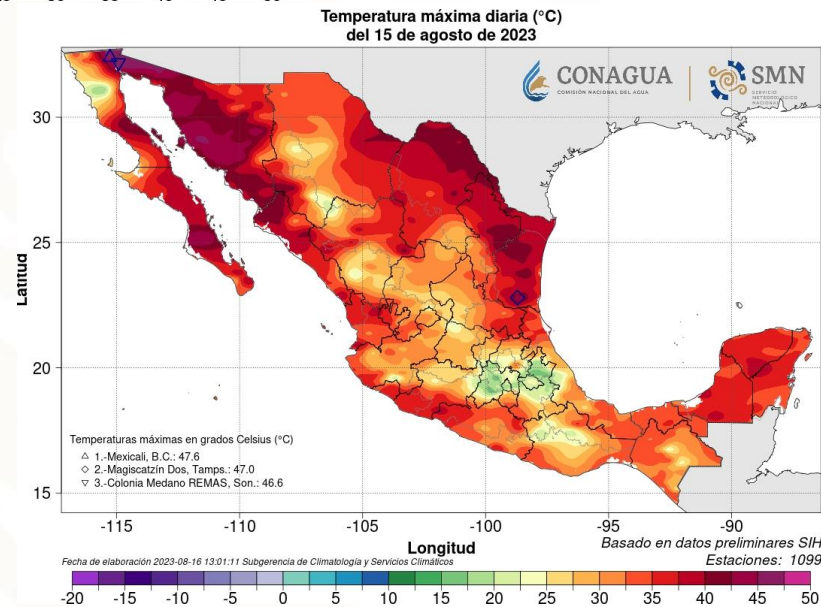 Temperatura máxima diaria (°C)
del 15 de agosto de 2023
CONAGUA
COMISIÓN NACIONAL DEL AGUA
SMN
SERVICIO
METEOROLÓGICO
NACIONAL
30
25
20
15
Latitud
Temperaturas máximas en grados Celsius (°C)
1.-Mexicali, B.C.: 47.6
2.-Magiscatzín Dos, Tamps.: 47.0
3.-Colonia Medano REMAS, Son.: 46.6
-115 -110 -105 -100 -95 -90
Longitud
Basado en datos preliminares SIH
Fecha de elaboración 2023-08-16 13:01:11 Subgerencia de Climatología y Servicios Climáticos
Estaciones: 1099
-20 -15 -10 -5 0 5 10 15 20 25 30 35 40 45 50